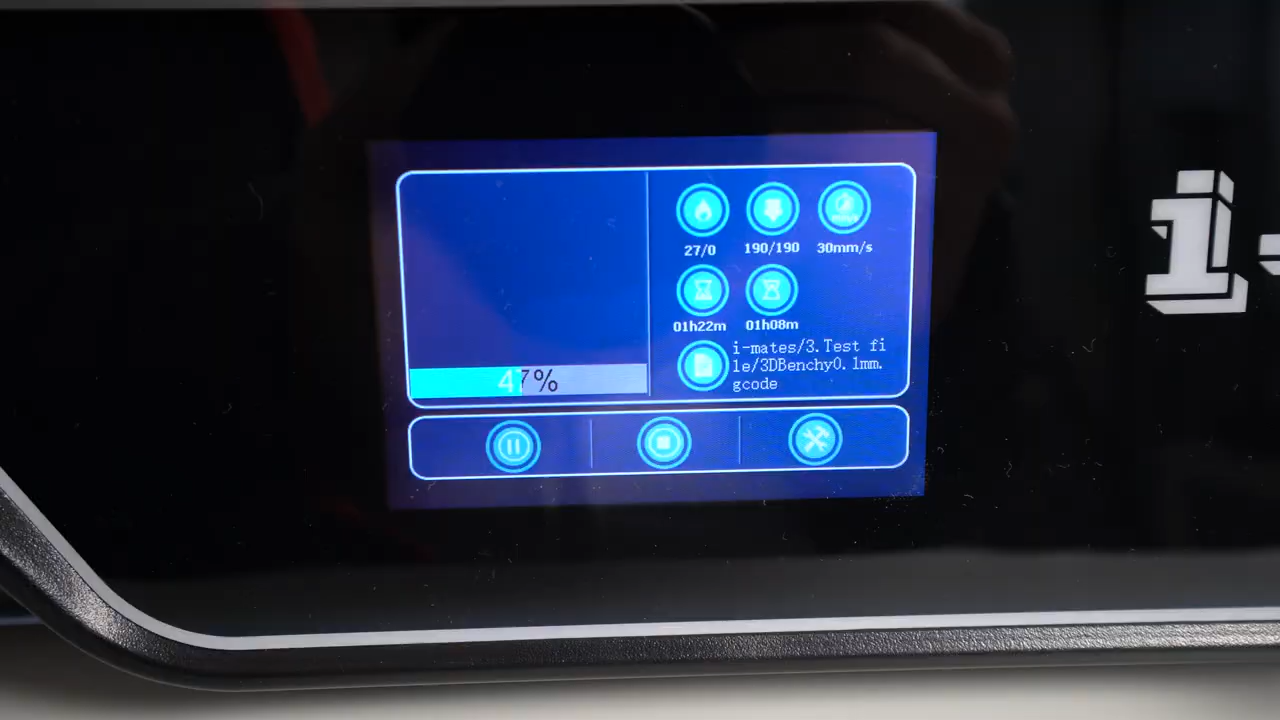 27/0
190/190
30mm/s
01h22m
01h08m
i-mates/3.Test fi
le/3DBenchy0.1mm.
gcode
47%
i-